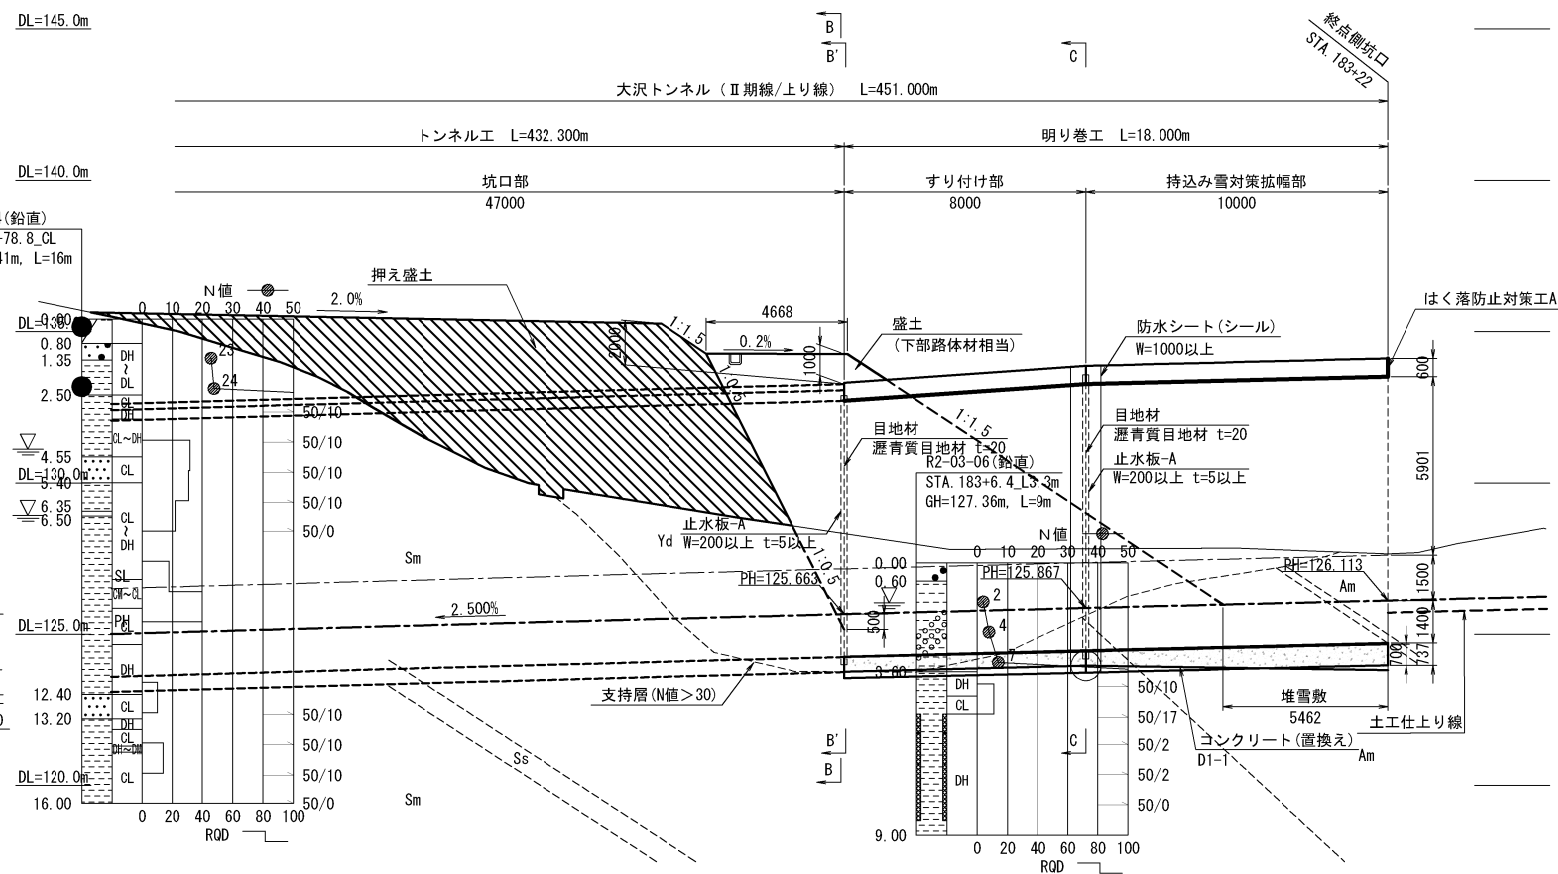 DL=145.0m
B
B'
C
終点側坑口
STA. 183+22
大沢トンネル（Ⅱ期線/上り線） L=451.000m
トンネル工 L=432.300m
明り巻工 L=18.000m
DL=140.0m
坑口部
47000
すり付け部
8000
持込み雪対策拡幅部
10000
(鉛直)
-78.8_CL
41m, L=16m
N値
0 10 20 30 40 50
2.0%
押え盛土
2000
1:1.5
4668
0.2%
1000
盛土
(下部路体材相当)
防水シート(シール)
W=1000以上
はく落防止対策工A
600
0.80
1.35
2.50
4.55
DL=130.0m
5.40
6.35
6.50
DL=125.0m
12.40
13.20
DL=120.0m
16.00
DH
~
DL
CL
DH
CL~DH
CL
CL
~
DH
SL
CM~CL
CL
DH
CL
DH
CL
DH~DM
CL
23
24
50/10
50/10
50/10
50/10
50/0
50/10
50/10
50/10
50/0
0 20 40 60 80 100
RQD
1:1.5
目地材
瀝青質目地材 t=20
目地材
瀝青質目地材 t=20
止水板-A
W=200以上 t=5以上
R2-03-06(鉛直)
STA. 183+6.4_L3.3m
GH=127.36m, L=9m
5901
止水板-A
Yd W=200以上 t=5以上
1:0.5
Sm
N値
0 10 20 30 40 50
PH=125.663
PH=125.867
PH=126.113
Am
1500
1400
700
737
2.500%
500
0.00
0.60
3.60
9.00
2
4
7
DH
CL
DH
50/10
50/17
50/2
50/2
50/0
0 20 40 60 80 100
RQD
支持層(N値＞30)
堆雪敷
5462
土工仕上り線
コンクリート(置換え)
D1-1
Am
B'
B
C
Ss
Sm